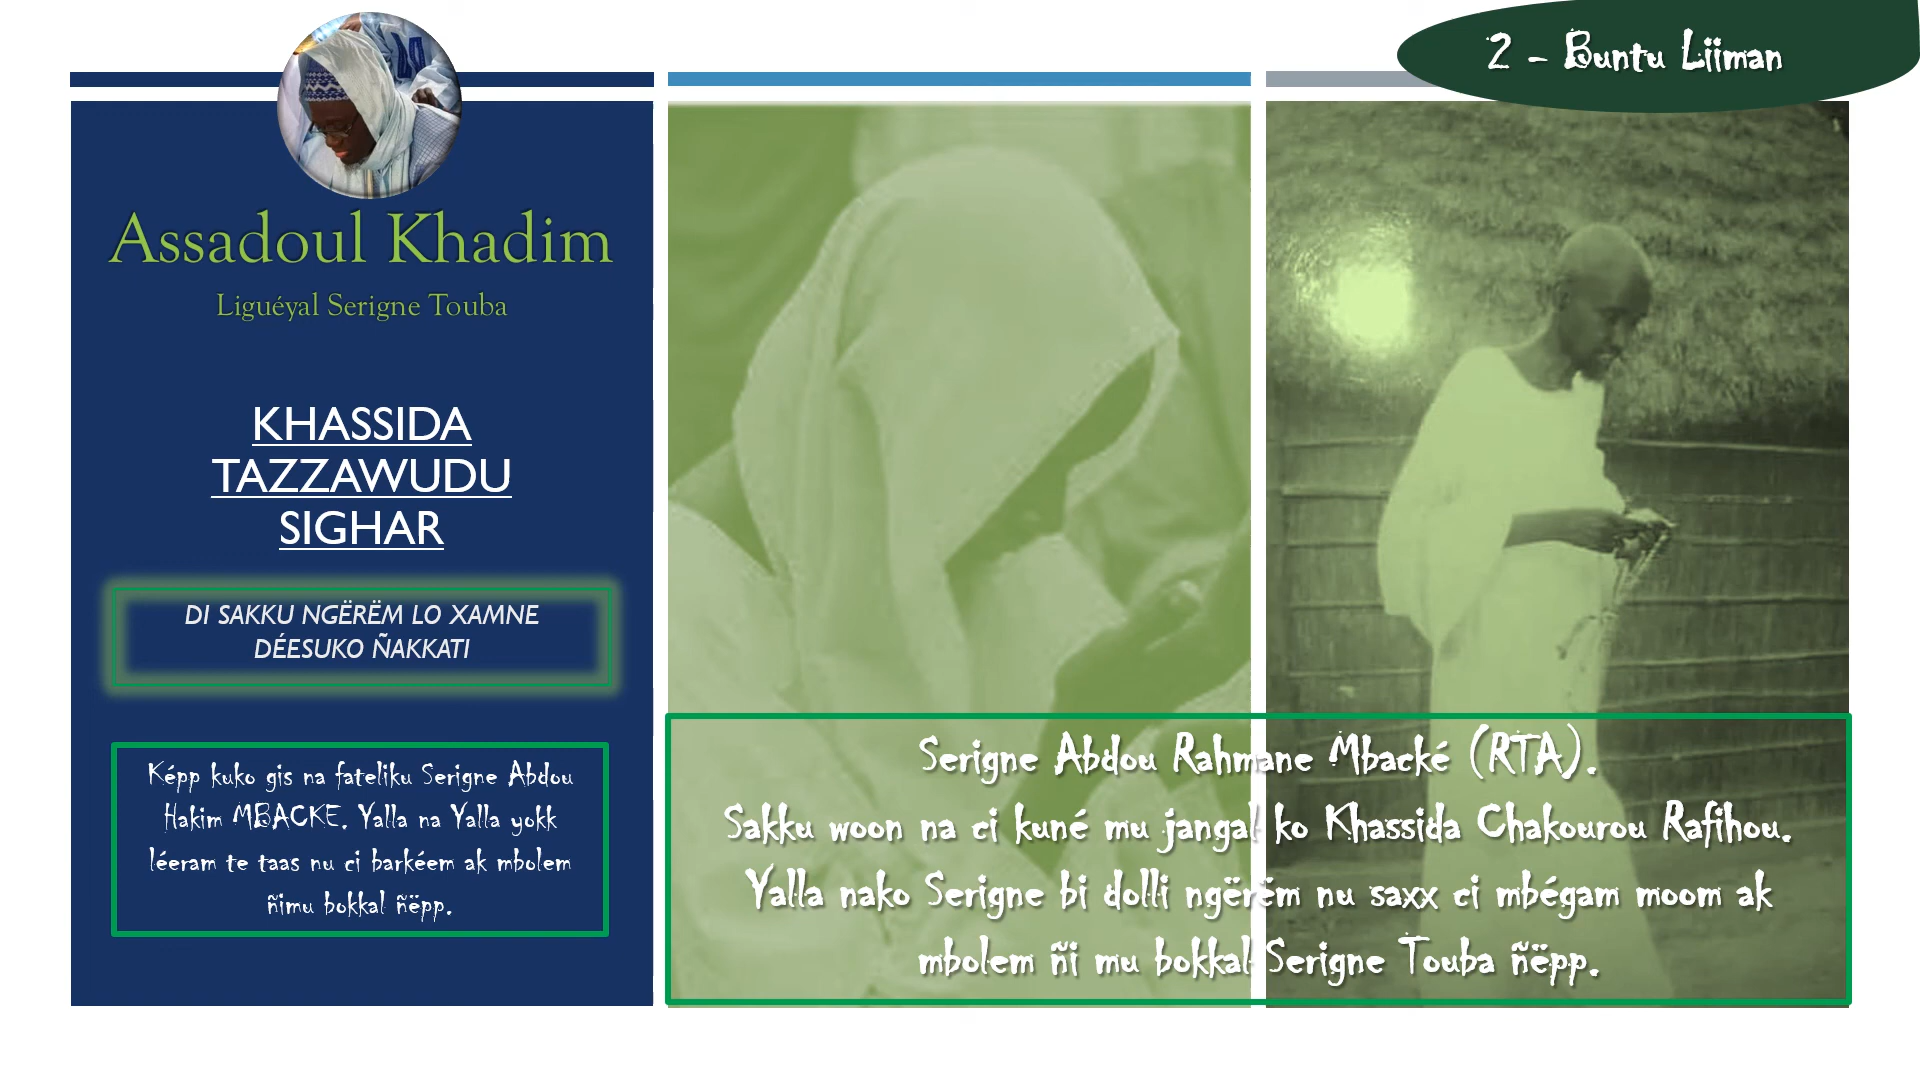 2 - Buntu Liiman
Assadoul Khadim
Liguéyal Serigne Touba
KHASSIDA
TAZZAWUDU
SIGHAR
DI SAKKU NGËRËM LO XAMNE
DÉESUKO ÑAKKATI
Képp kuko gis na fateliku Serigne Abdou
Hakim MBACKE. Yalla na Yalla yokk
léeram te taas nu ci barkéem ak mbolem
ñimu bokkal ñëpp.
Serigne Abdou Rahmane Mbacké (RTA).
Sakku woon na ci kuné mu jangal ko Khassida Chakourou Rafihou.
Yalla nako Serigne bi dolli ngërëm nu saxx ci mbégam moom ak
mbolem ñi mu bokkal Serigne Touba ñëpp.